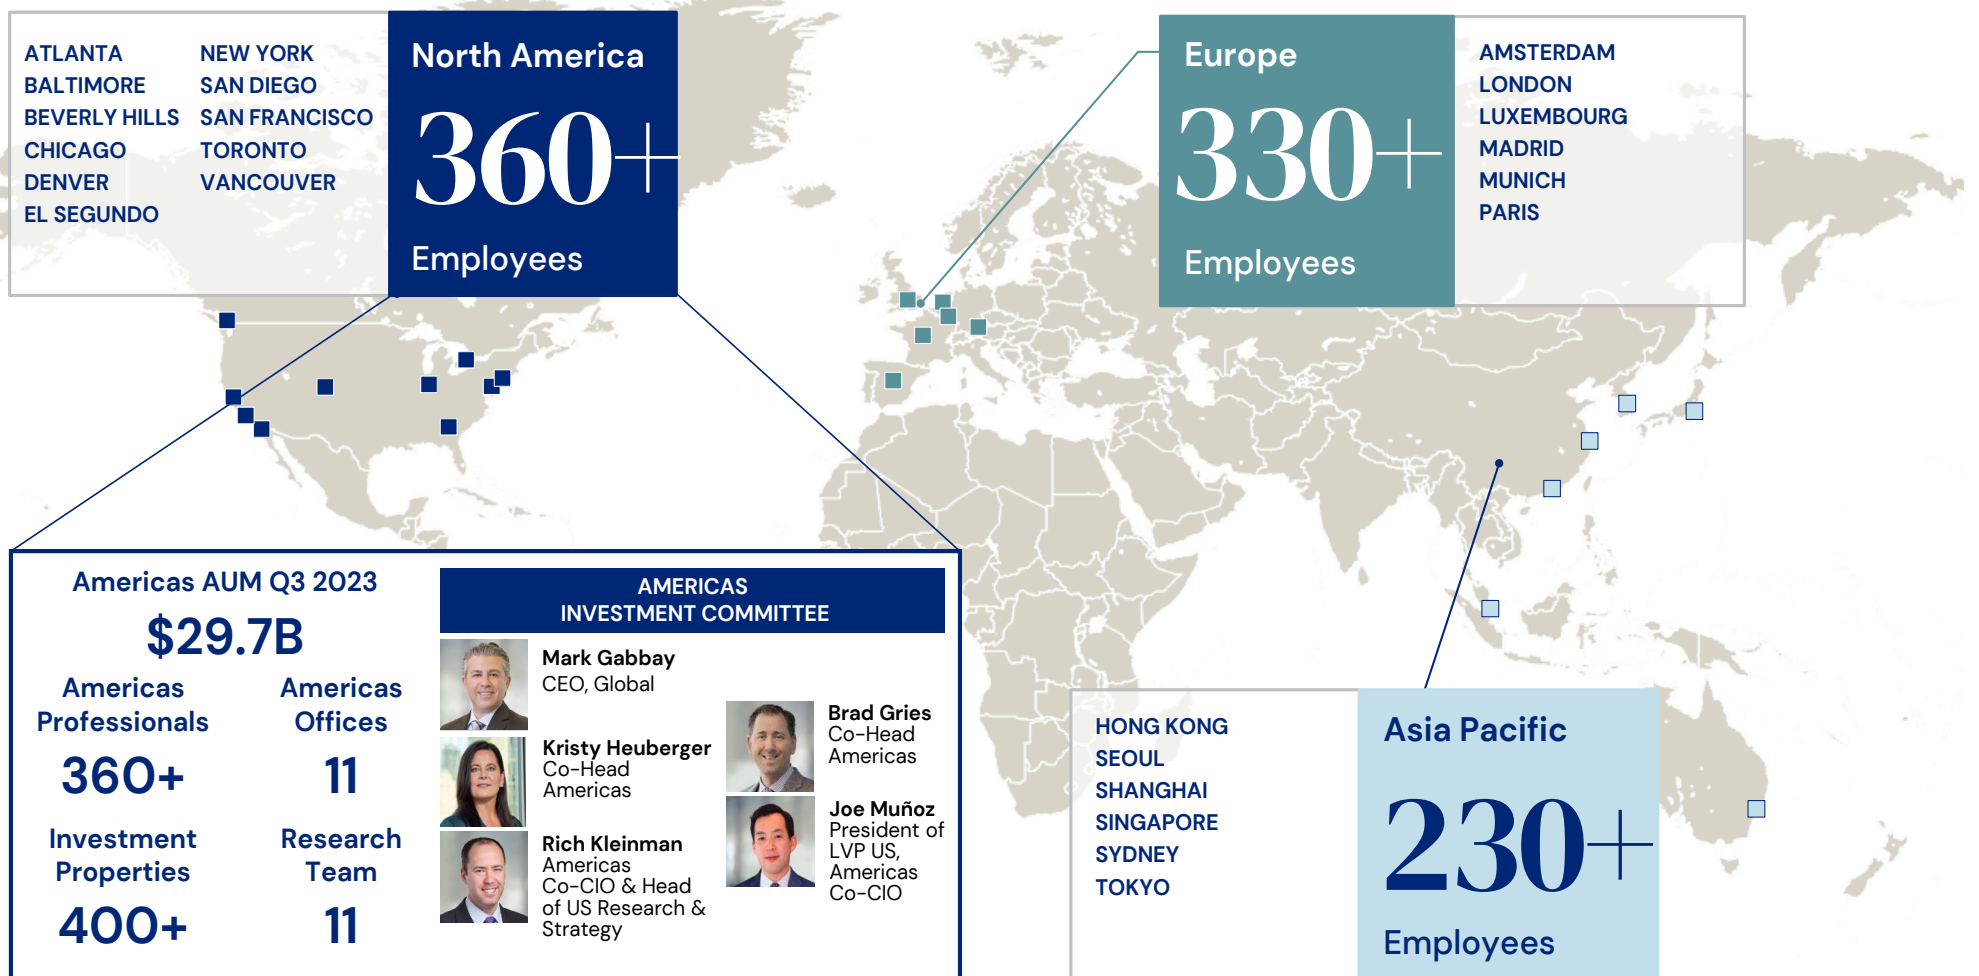 ATLANTA
BALTIMORE
BEVERLY HILLS
CHICAGO
DENVER
EL SEGUNDO
NEW YORK
SAN DIEGO
SAN FRANCISCO
TORONTO
VANCOUVER
North America
360+
Employees
Europe
330+
Employees
AMSTERDAM
LONDON
LUXEMBOURG
MADRID
MUNICH
PARIS
Americas AUM Q3 2023
$29.7B
Americas
Professionals
360+
Americas
Offices
11
Investment
Properties
400+
Research
Team
11
AMERICAS
INVESTMENT COMMITTEE
Mark Gabbay
CEO, Global
Kristy Heuberger
Co-Head
Americas
Rich Kleinman
Americas
Co-CIO & Head
of US Research &
Strategy
Brad Gries
Co-Head
Americas
Joe Muñoz
President of
LVP US,
Americas
Co-CIO
HONG KONG
SEOUL
SHANGHAI
SINGAPORE
SYDNEY
TOKYO
Asia Pacific
230+
Employees